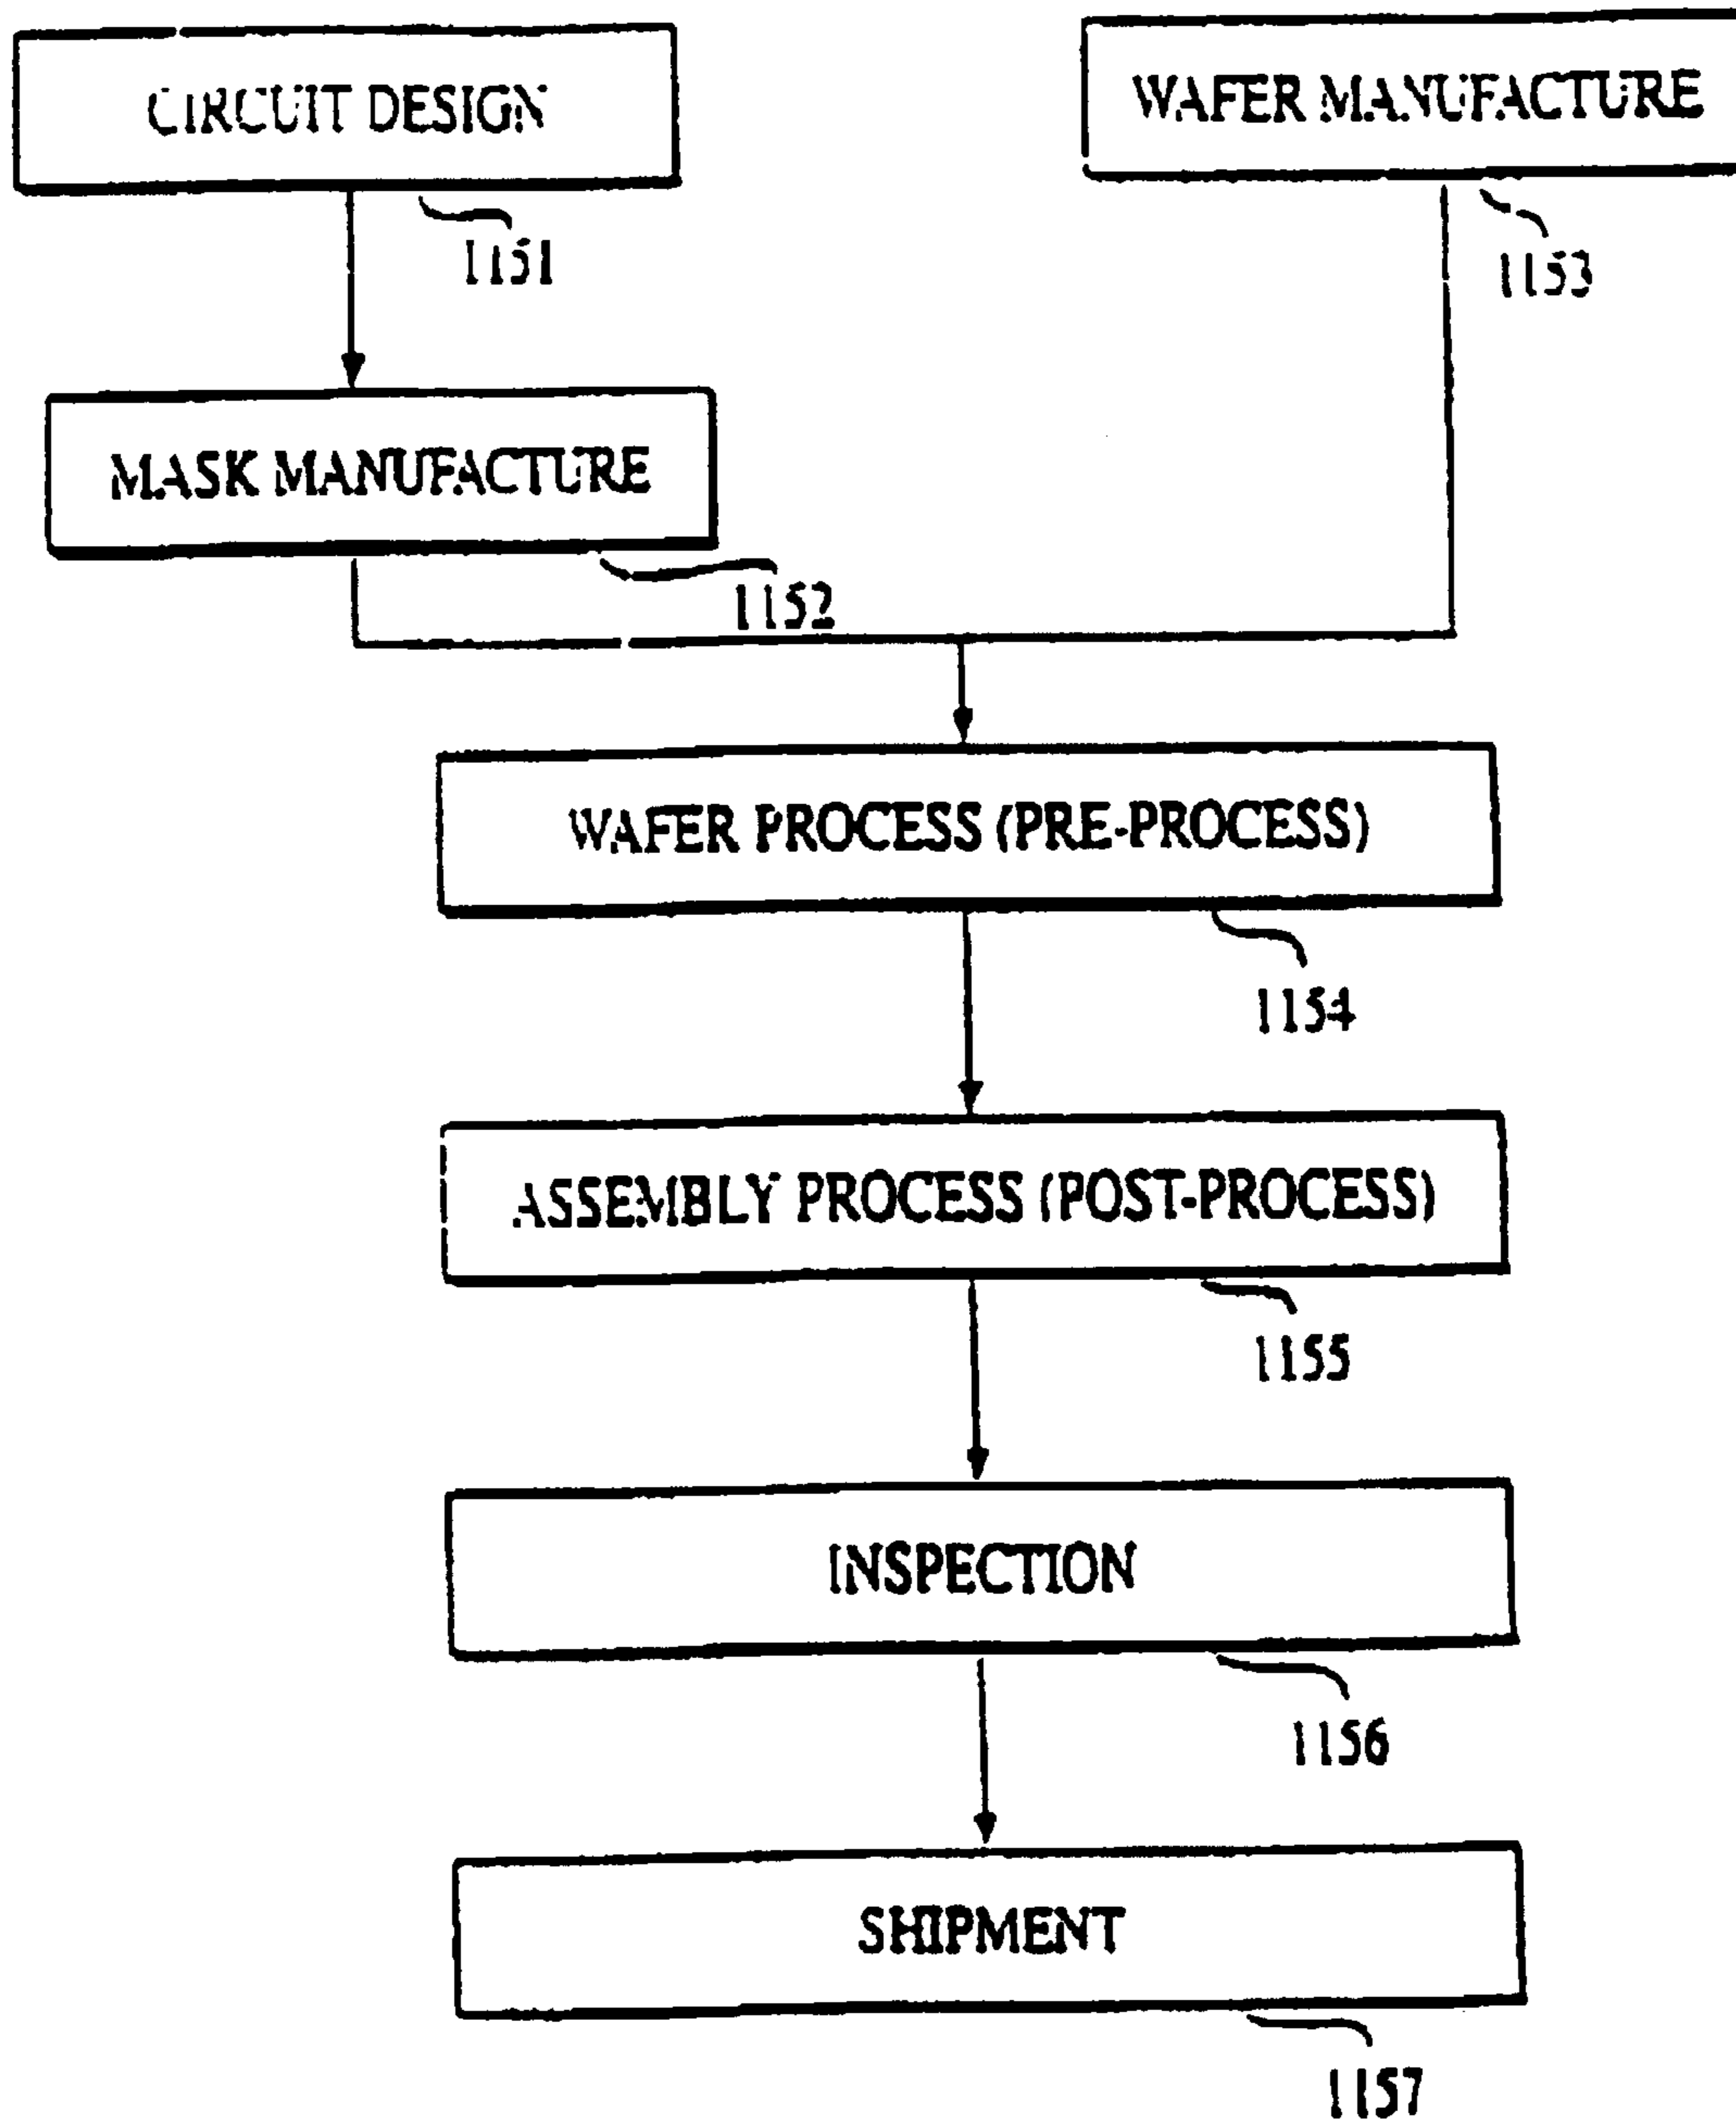 CIRCUIT DESIGN
WAFER MANUFACTURE
1151
1153
MASK MANUFACTURE
1152
WAFER PROCESS (PRE-PROCESS)
1154
ASSEMBLY PROCESS (POST-PROCESS)
1155
INSPECTION
1156
SHIPMENT
1157